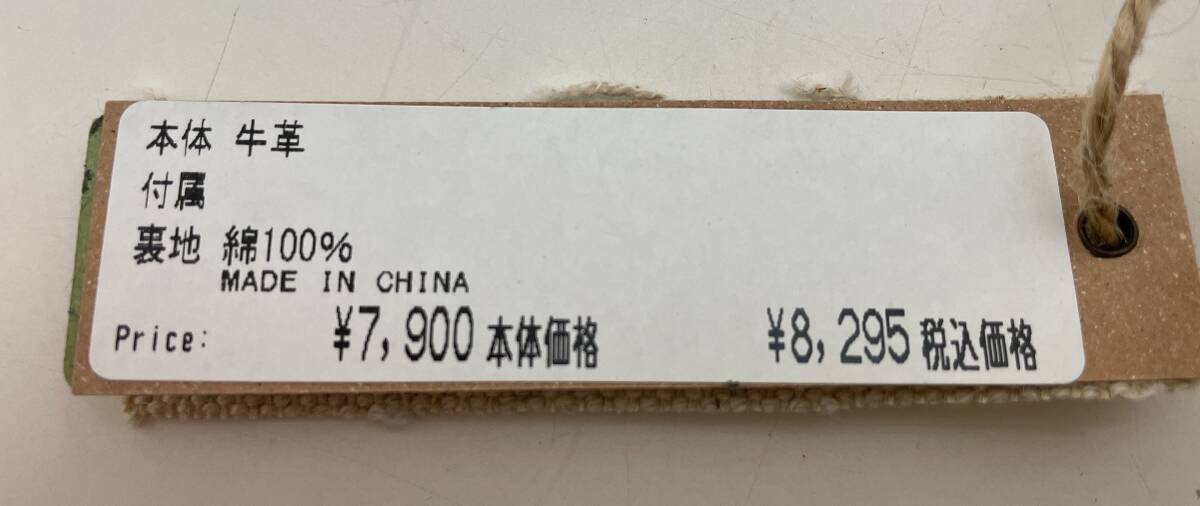 本体 牛革
付属
裏地 綿100%
MADE IN CHINA
Price: ¥7,900 本体価格 ¥8,295 税込価格